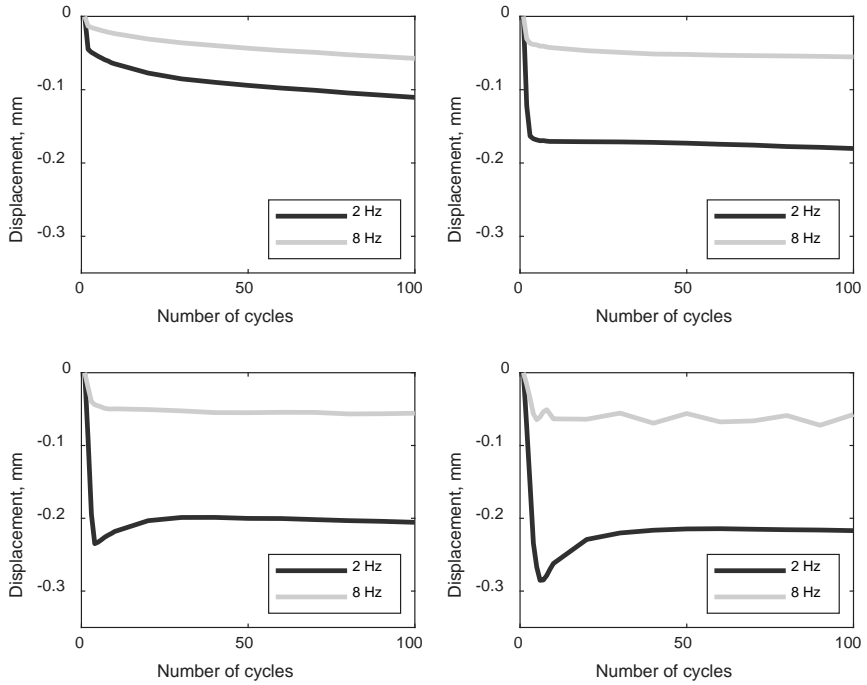 0
-0.1
-0.2
-0.3
Displacement, mm
2 Hz
8 Hz
0
50
100
Number of cycles
0
-0.1
-0.2
-0.3
Displacement, mm
2 Hz
8 Hz
0
50
100
Number of cycles
0
-0.1
-0.2
-0.3
Displacement, mm
2 Hz
8 Hz
0
50
100
Number of cycles
0
-0.1
-0.2
-0.3
Displacement, mm
2 Hz
8 Hz
0
50
100
Number of cycles